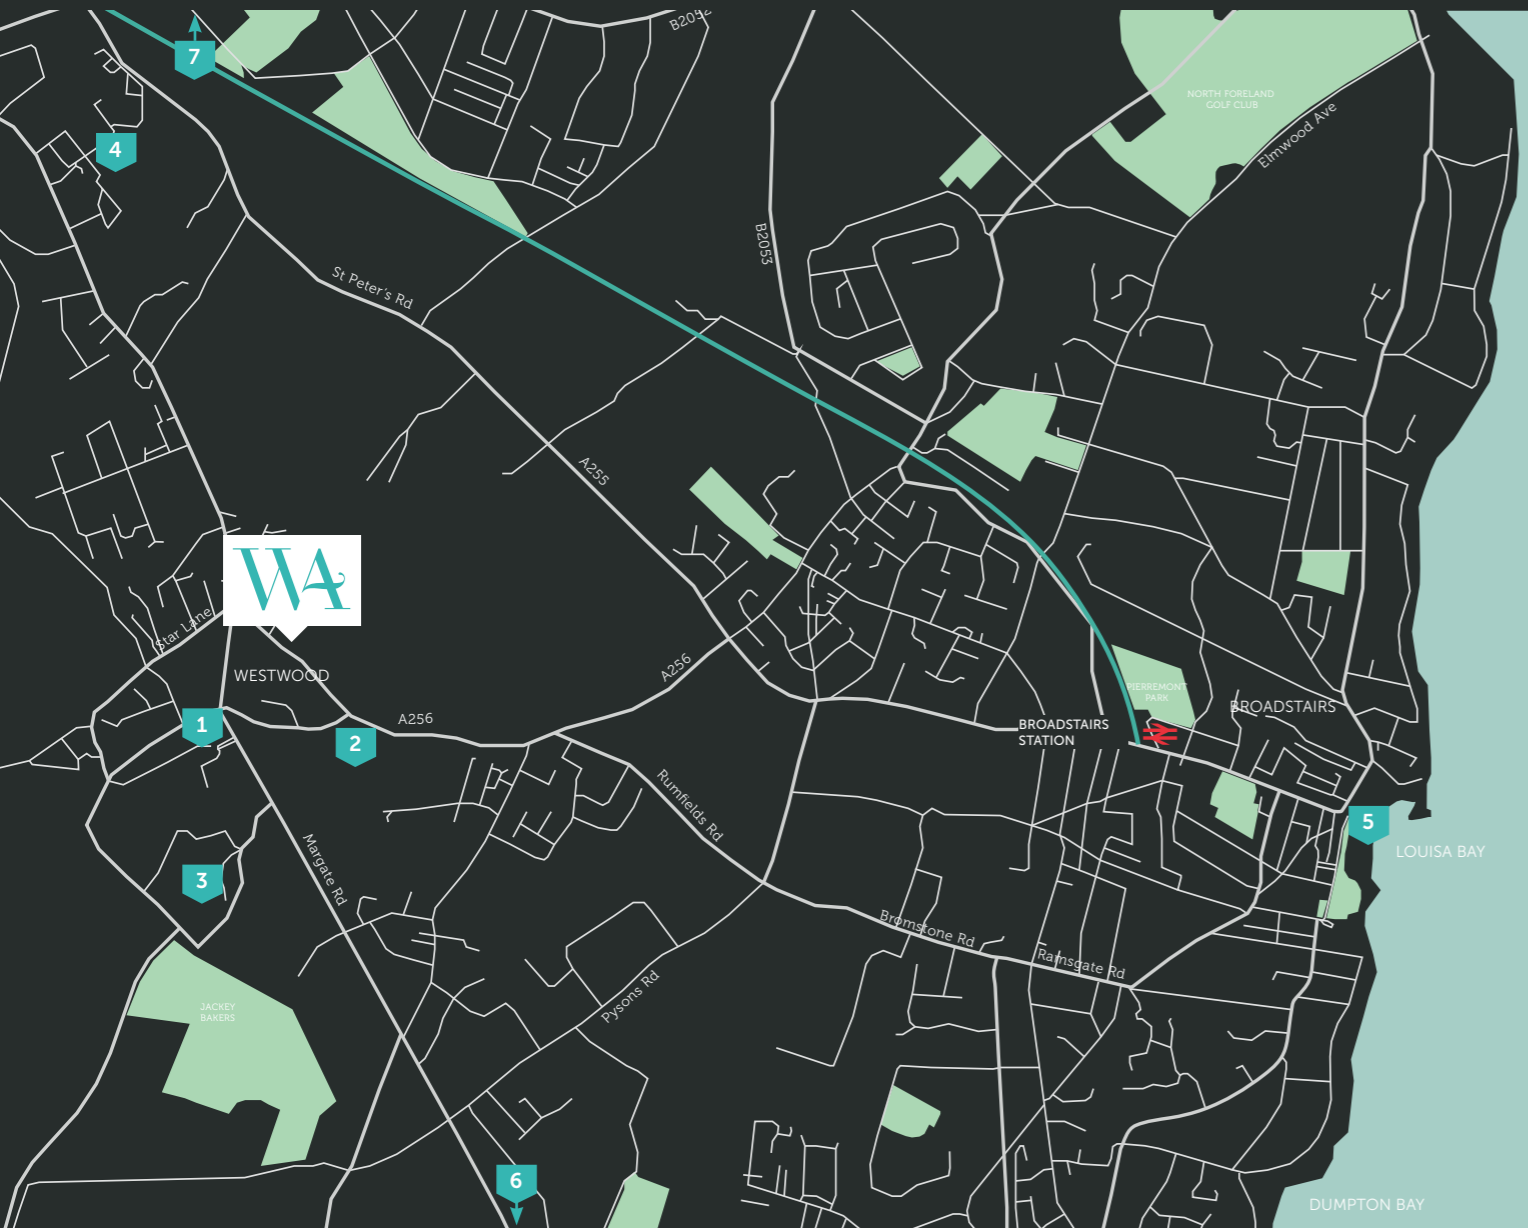 B2052
7
NORTH FORELAND
GOLF CLUB
Elmwood Ave
4
B2053
St Peter's Rd
A255
WA
Star Lane
WESTWOOD
A256
PIERREMONT
PARK
BROADSTAIRS
1
A256
2
BROADSTAIRS
STATION
Rumfields Rd
5
LOUISA BAY
Margate Rd
3
Bromstone Rd
Ramsgate Rd
Pysons Rd
JACKEY
BAKERS
6
DUMPTON BAY